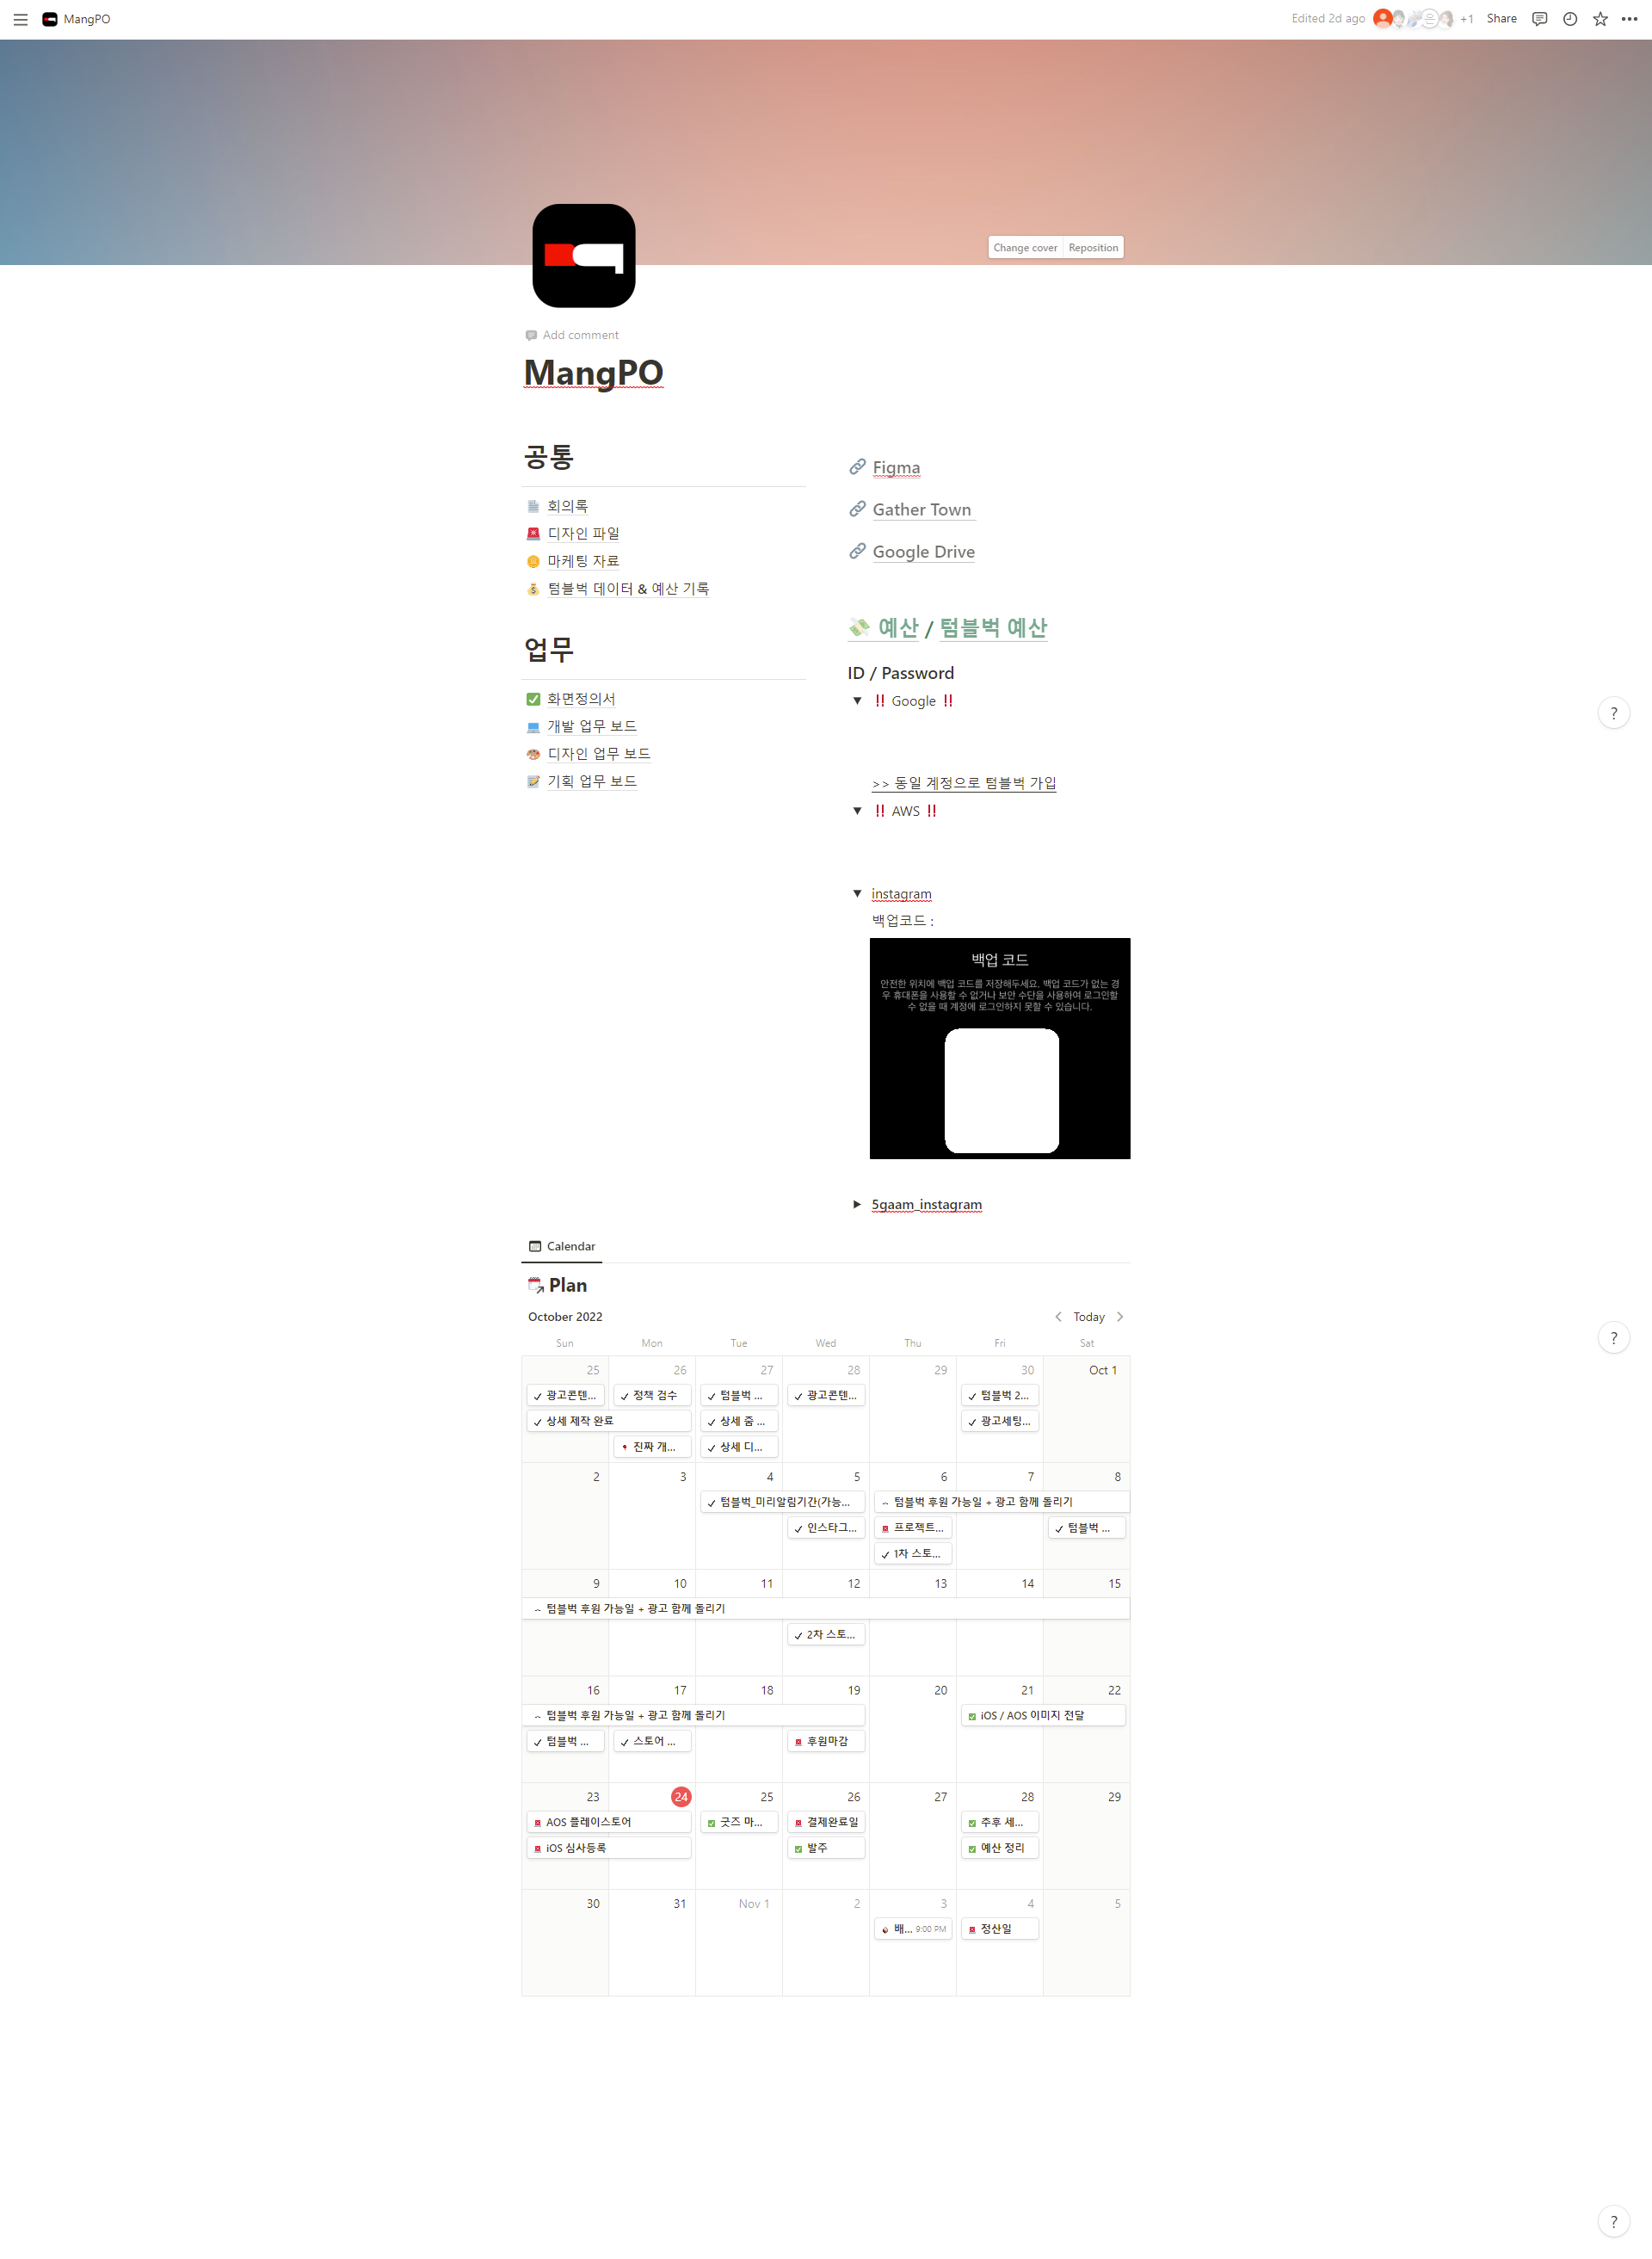 MangPO
Edited 2d ago
온
+1
Share
Change cover
Reposition
Add comment
MangPO
공통
회의록
디자인 파일
마케팅 자료
텀블벅 데이터 & 예산 기록
업무
화면정의서
개발 업무 보드
디자인 업무 보드
기획 업무 보드
Figma
Gather Town
Google Drive
💸 예산 / 텀블벅 예산
ID / Password
‼ Google ‼
>> 동일 계정으로 텀블벅 가입
‼ AWS ‼
instagram
백업코드 :
백업 코드
안전한 위치에 백업 코드를 저장해두세요. 백업 코드가 없는 경
우 휴대폰을 사용할 수 없거나 보안 수단을 사용하여 로그인할
수 없을 때 계정에 로그인하지 못할 수 있습니다.
5gaam_instagram
?
Calendar
Plan
October 2022
Today
?
Sun Mon Tue Wed Thu Fri Sat
25 26 27 28 29 30 Oct 1
✓ 광고콘텐... ✓ 정책 검수 ✓ 텀블벅 ... ✓ 광고콘텐... ✓ 텀블벅 2...
✓ 상세 제작 완료 ✓ 상세 줌 ... ✓ 광고세팅...
진짜 개... ✓ 상세 디...
2 3 4 5 6 7 8
✓ 텀블벅_미리알림기간(가능... 텀블벅 후원 가능일 + 광고 함께 돌리기
✓ 인스타그... 프로젝트... ✓ 텀블벅 ...
✓ 1차 스토...
9 10 11 12 13 14 15
텀블벅 후원 가능일 + 광고 함께 돌리기
✓ 2차 스토...
16 17 18 19 20 21 22
텀블벅 후원 가능일 + 광고 함께 돌리기 iOS / AOS 이미지 전달
✓ 텀블벅 ... ✓ 스토어 ... 후원마감
23 24 25 26 27 28 29
AOS 플레이스토어 굿즈 마... 결제완료일 추후 세...
iOS 심사등록 발주 예산 정리
30 31 Nov 1 2 3 4 5
배... 9:00 PM 정산일
?